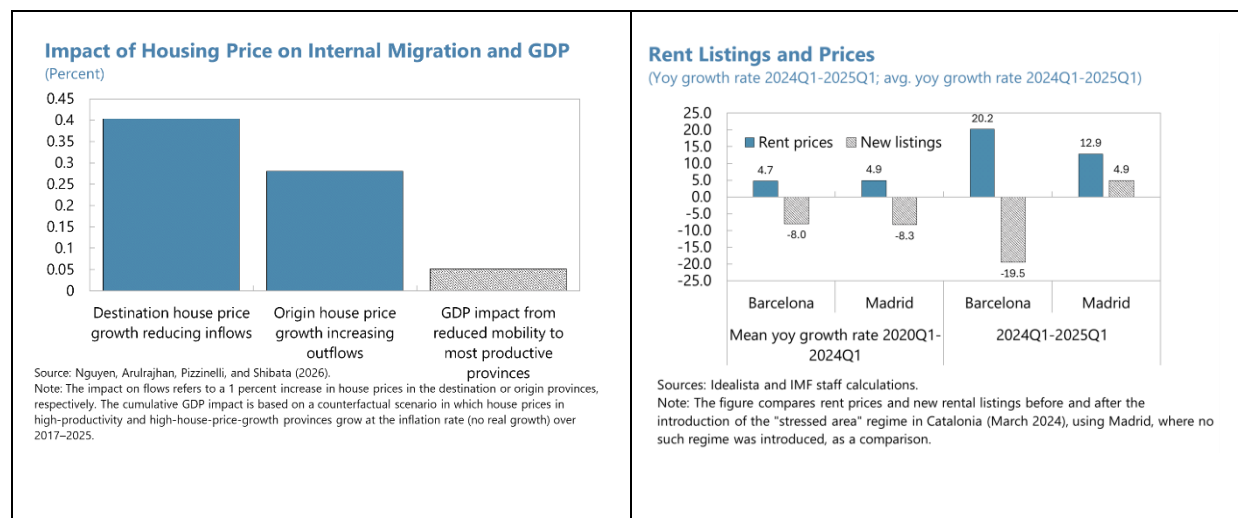 Impact of Housing Price on Internal Migration and GDP
(Percent)
0.45
0.4
0.35
0.3
0.25
0.2
0.15
0.1
0.05
0
Destination house price
growth reducing inflows
Origin house price
growth increasing
outflows
GDP impact from
reduced mobility to
most productive
provinces
Source: Nguyen, Arulrajhan, Pizzinelli, and Shibata (2026).
Note: The impact on flows refers to a 1 percent increase in house prices in the destination or origin provinces,
respectively. The cumulative GDP impact is based on a counterfactual scenario in which house prices in
high-productivity and high-house-price-growth provinces grow at the inflation rate (no real growth) over
2017–2025.
Rent Listings and Prices
(Yoy growth rate 2024Q1-2025Q1; avg. yoy growth rate 2024Q1-2025Q1)
25.0
20.0
15.0
10.0
5.0
0.0
-5.0
-10.0
-15.0
-20.0
-25.0
Rent prices
New listings
4.7
-8.0
4.9
-8.3
20.2
-19.5
12.9
4.9
Barcelona
Madrid
Barcelona
Madrid
Mean yoy growth rate 2020Q1-
2024Q1
2024Q1-2025Q1
Sources: Idealista and IMF staff calculations.
Note: The figure compares rent prices and new rental listings before and after the
introduction of the "stressed area" regime in Catalonia (March 2024), using Madrid, where no
such regime was introduced, as a comparison.